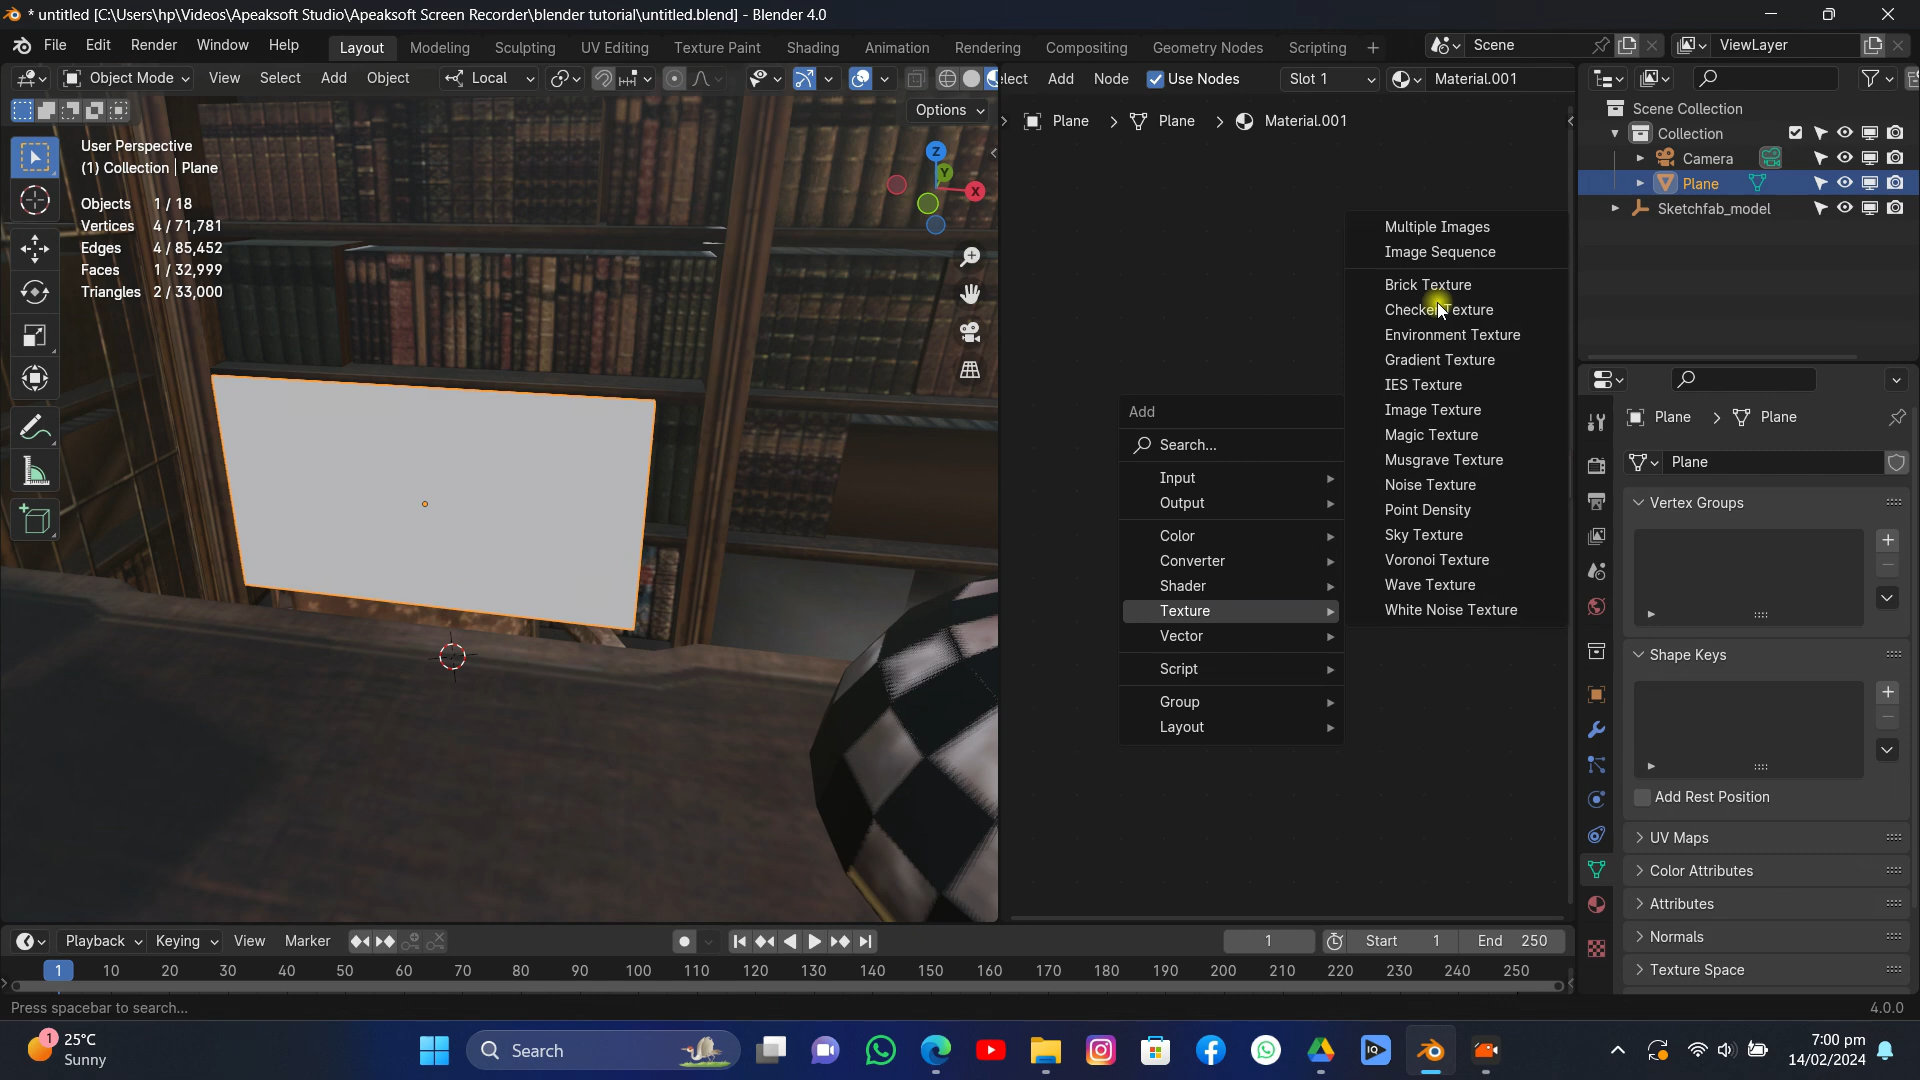 * untitled [C:\Users\hp\Videos\Apeaksoft Studio\Apeaksoft Screen Recorder\blender tutorial\untitled.blend] - Blender 4.0
File Edit Render Window Help Layout Modeling Sculpting UV Editing Texture Paint Shading Animation Rendering Compositing Geometry Nodes Scripting + Scene ViewLayer
Object Mode View Select Add Object Local elect Add Node Use Nodes Slot 1 Material.001
Options
Plane > Plane > Material.001
User Perspective
(1) Collection | Plane
Objects 1 / 18
Vertices 4 / 71,781
Edges 4 / 85,452
Faces 1 / 32,999
Triangles 2 / 33,000
Z
Y
X
Add
Search...
Input
Output
Color
Converter
Shader
Texture
Vector
Script
Group
Layout
Multiple Images
Image Sequence
Brick Texture
Checker Texture
Environment Texture
Gradient Texture
IES Texture
Image Texture
Magic Texture
Musgrave Texture
Noise Texture
Point Density
Sky Texture
Voronoi Texture
Wave Texture
White Noise Texture
Scene Collection
Collection
Camera
Plane
Sketchfab_model
Plane > Plane
Plane
Vertex Groups
Shape Keys
Add Rest Position
UV Maps
Color Attributes
Attributes
Normals
Texture Space
Playback Keying View Marker 1 Start 1 End 250
1 10 20 30 40 50 60 70 80 90 100 110 120 130 140 150 160 170 180 190 200 210 220 230 240 250
Press spacebar to search... 4.0.0
1 25°C
Sunny
Search
IQ
7:00 pm
14/02/2024